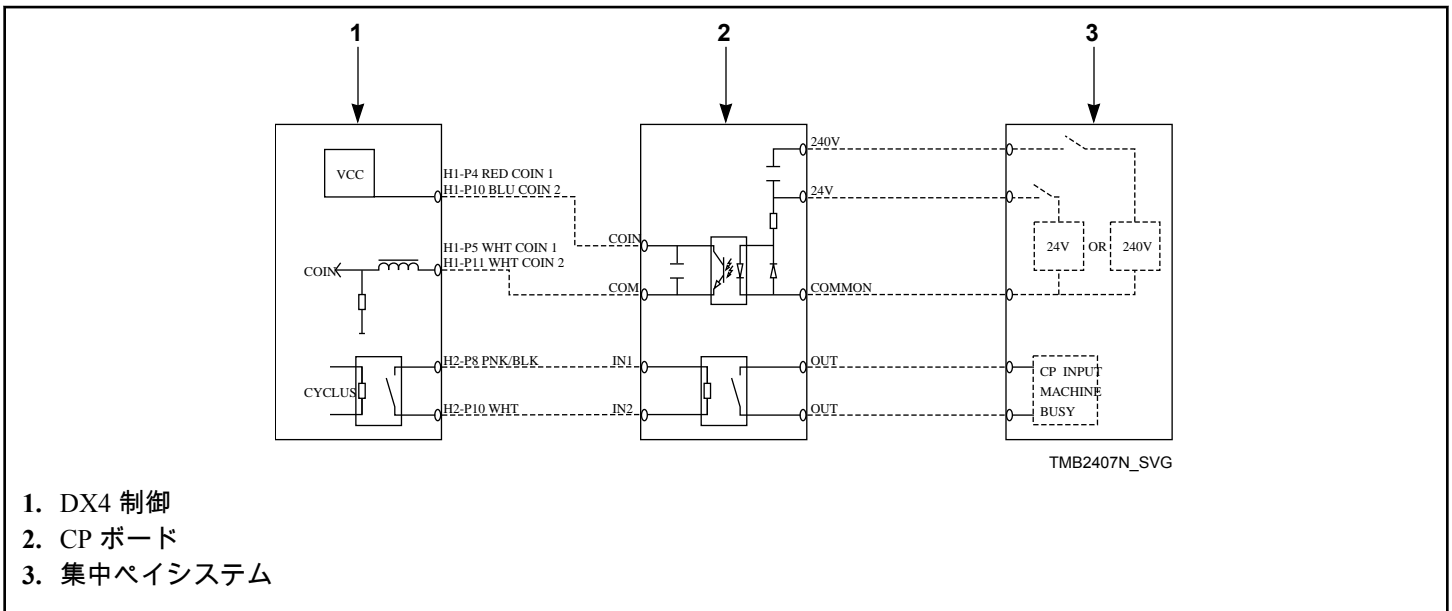 1 2 3
VCC
H1-P4 RED COIN 1
H1-P10 BLU COIN 2
H1-P5 WHT COIN 1
H1-P11 WHT COIN 2
COIN
H2-P8 PNK/BLK
CYCLUS
H2-P10 WHT
COIN
COM
IN1
IN2
240V
24V
COMMON
OUT
OUT
24V OR 240V
CP INPUT
MACHINE
BUSY
TMB2407N_SVG
1. DX4 制御
2. CP ボード
3. 集中ペイシステム